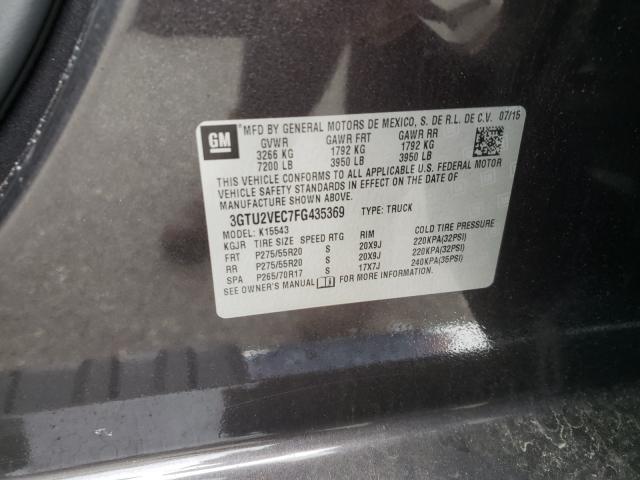 GM MFD BY GENERAL MOTORS DE MEXICO, S. DE R.L. DE C.V. 07/15
GVWR GAWR FRT GAWR RR
3266 KG 1792 KG 1792 KG
7200 LB 3950 LB 3950 LB
THIS VEHICLE CONFORMS TO ALL APPLICABLE U.S. FEDERAL MOTOR
VEHICLE SAFETY STANDARDS IN EFFECT ON THE DATE OF
MANUFACTURE SHOWN ABOVE.
3GTU2VEC7FG435369 TYPE: TRUCK
MODEL: K15543
KGJR TIRE SIZE SPEED RTG RIM COLD TIRE PRESSURE
FRT P275/55R20 S 20X9J 220KPA(32PSI)
RR P275/55R20 S 20X9J 220KPA(32PSI)
SPA P265/70R17 S 17X7J 240KPA(35PSI)
SEE OWNER'S MANUAL FOR MORE INFORMATION.